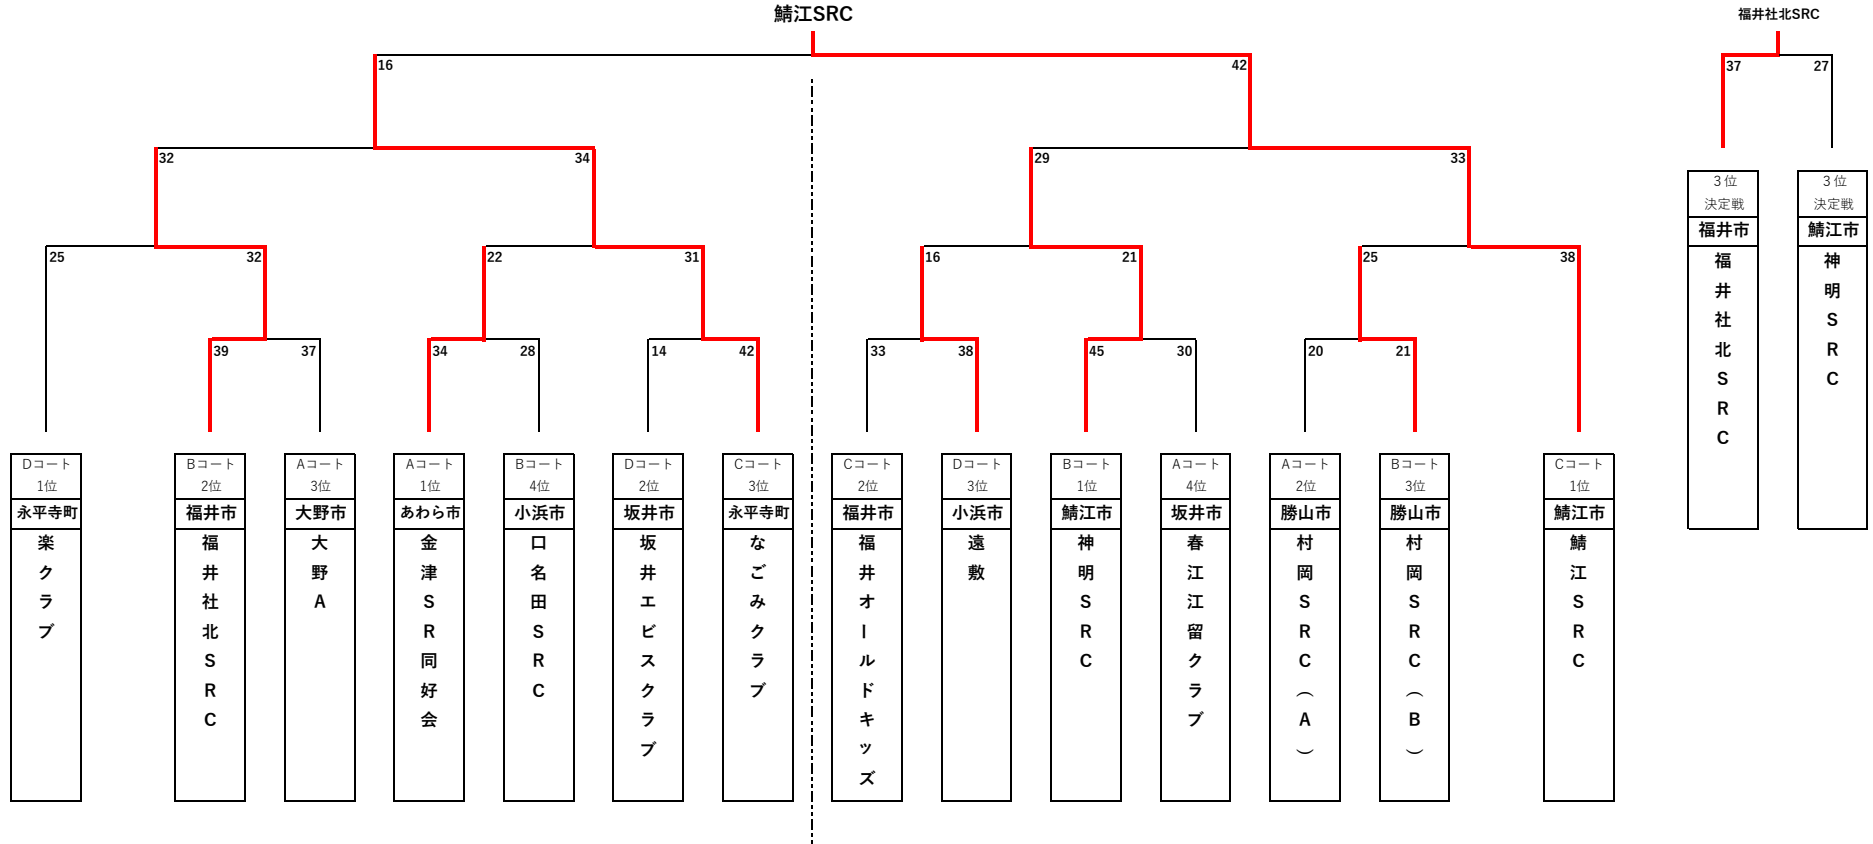 鯖江SRC
福井社北SRC
16
42
37
27
32
34
29
33
25
32
22
31
16
21
25
38
39
37
34
28
14
42
33
38
45
30
20
21
３位
決定戦
福井市
福井社北SRC
３位
決定戦
鯖江市
神明SRC
Dコート
1位
永平寺町
楽クラブ
Bコート
2位
福井市
福井社北SRC
Aコート
3位
大野市
大野A
Aコート
1位
あわら市
金津SR同好会
Bコート
4位
小浜市
口名田SRC
Dコート
2位
坂井市
坂井エビスクラブ
Cコート
3位
永平寺町
なごみクラブ
Cコート
2位
福井市
福井オールドキッズ
Dコート
3位
小浜市
遠敷
Bコート
1位
鯖江市
神明SRC
Aコート
4位
坂井市
春江江留クラブ
Aコート
2位
勝山市
村岡SRC（A）
Bコート
3位
勝山市
村岡SRC（B）
Cコート
1位
鯖江市
鯖江SRC